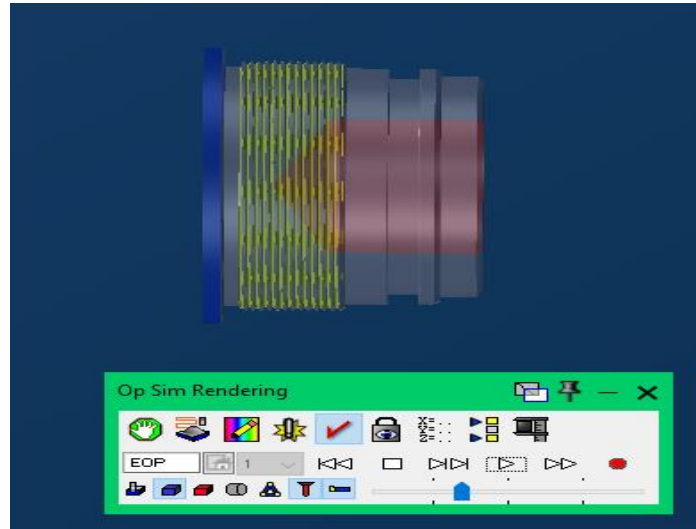 Op Sim Rendering
X=
Y=
Z=
EOP
1